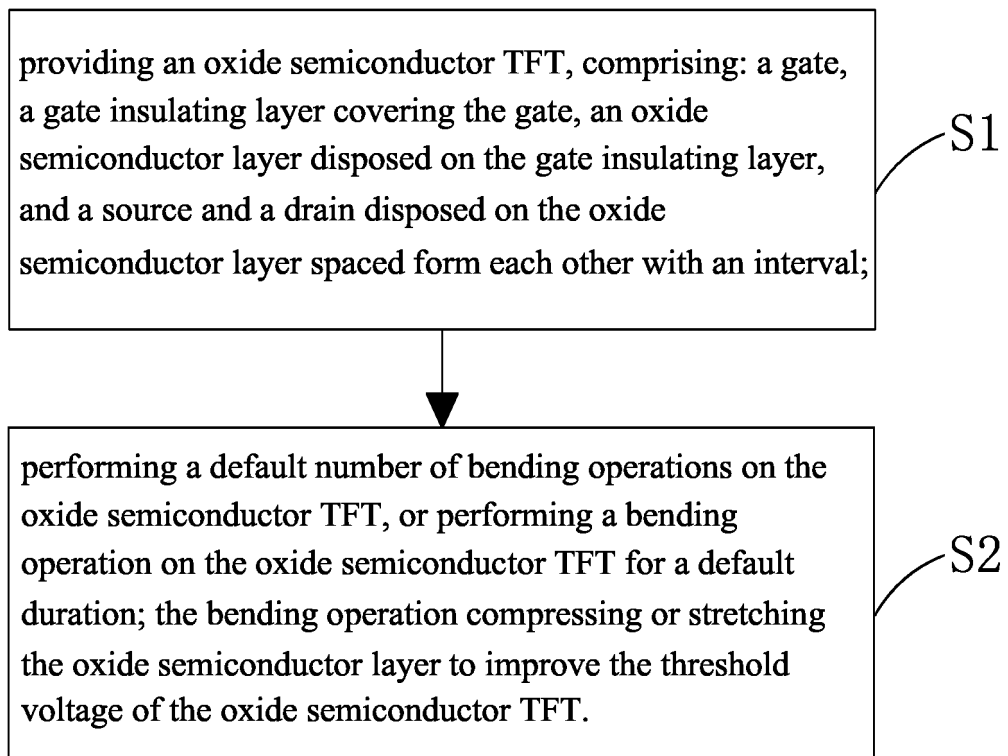 providing an oxide semiconductor TFT, comprising: a gate,
a gate insulating layer covering the gate, an oxide
semiconductor layer disposed on the gate insulating layer,
and a source and a drain disposed on the oxide
semiconductor layer spaced form each other with an interval;
S1
performing a default number of bending operations on the
oxide semiconductor TFT, or performing a bending
operation on the oxide semiconductor TFT for a default
duration; the bending operation compressing or stretching
the oxide semiconductor layer to improve the threshold
voltage of the oxide semiconductor TFT.
S2